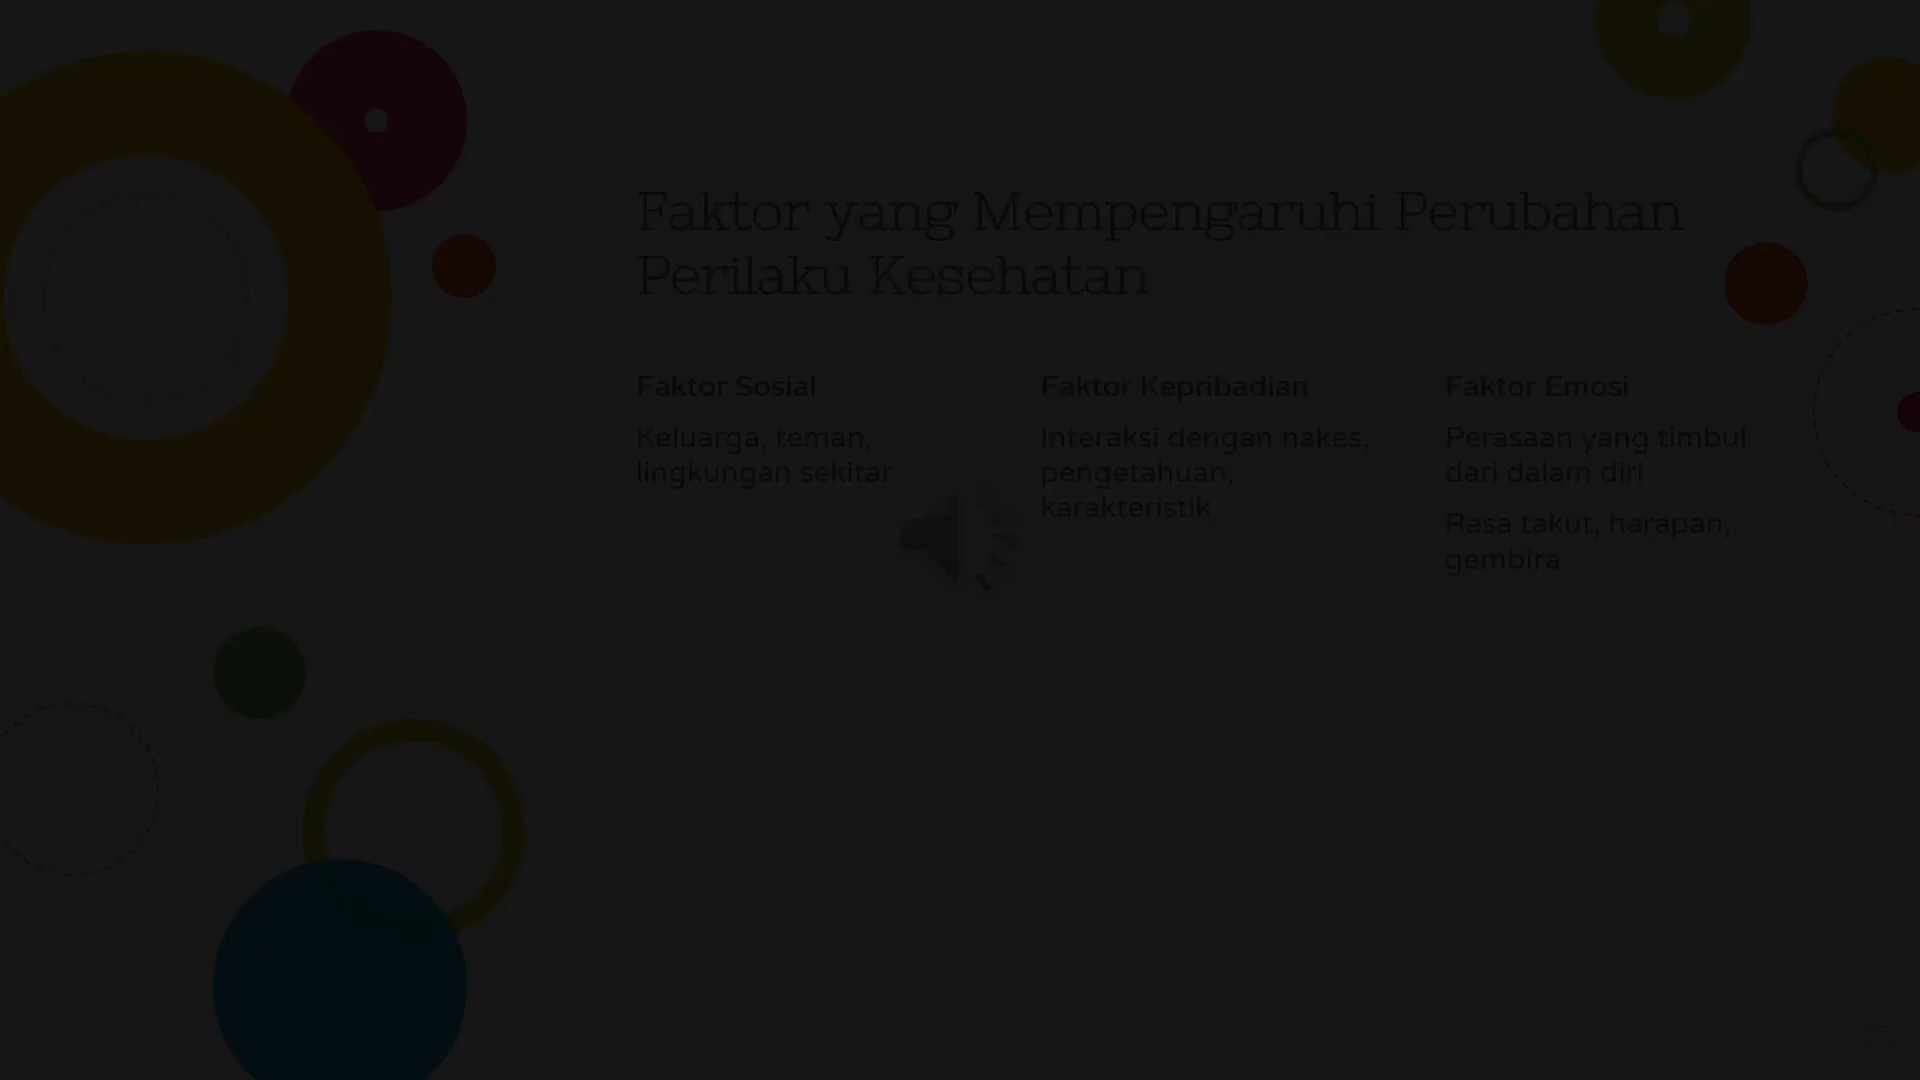 Faktor yang Mempengaruhi Perubahan
Perilaku Kesehatan
Faktor Sosial
Keluarga, teman,
lingkungan sekitar
Faktor Kepribadian
Interaksi dengan nakes,
pengetahuan,
karakteristik
Faktor Emosi
Perasaan yang timbul
dari dalam diri
Rasa takut, harapan,
gembira